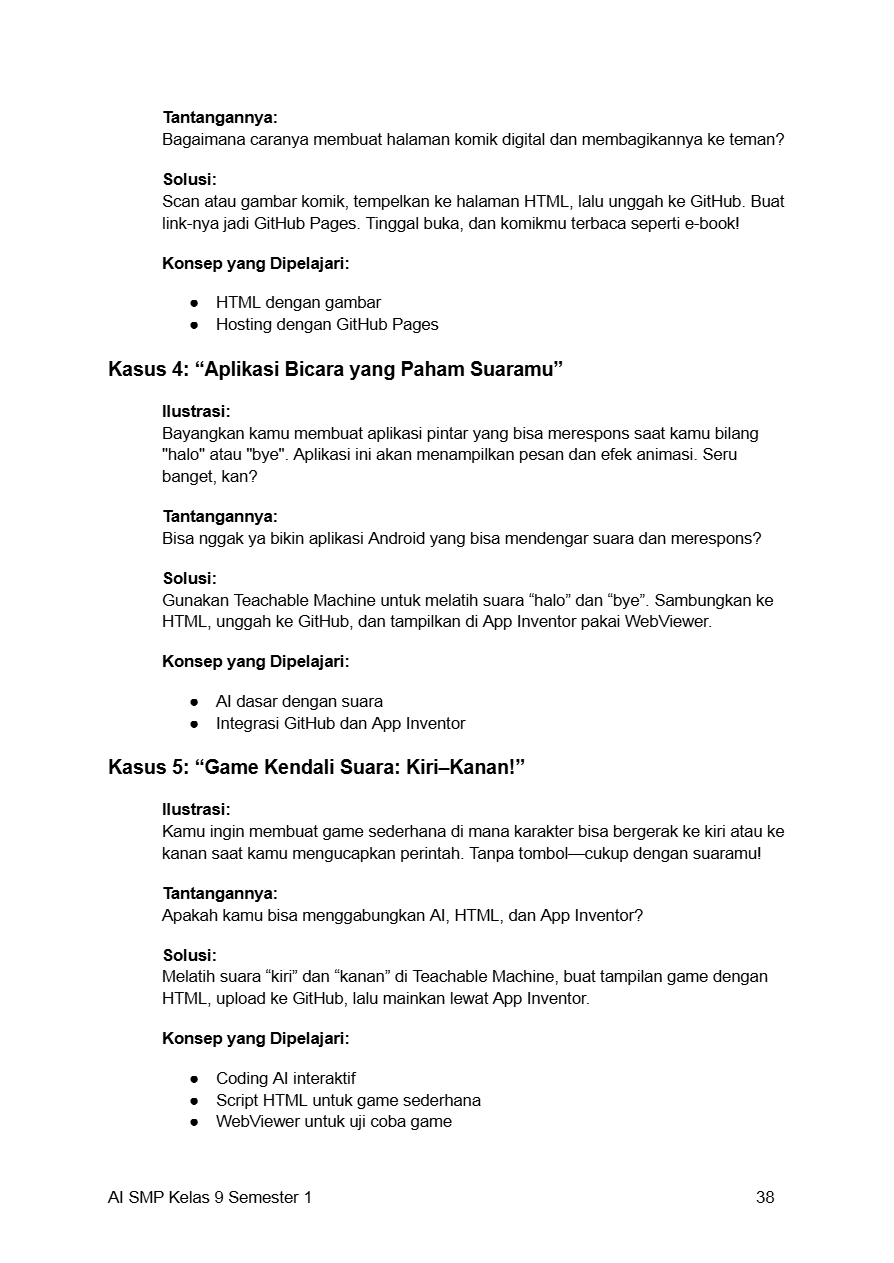 Tantangannya:
Bagaimana caranya membuat halaman komik digital dan membagikannya ke teman?
Solusi:
Scan atau gambar komik, tempelkan ke halaman HTML, lalu unggah ke GitHub. Buat
link-nya jadi GitHub Pages. Tinggal buka, dan komikmu terbaca seperti e-book!
Konsep yang Dipelajari:
● HTML dengan gambar
● Hosting dengan GitHub Pages
Kasus 4: “Aplikasi Bicara yang Paham Suaramu”
Ilustrasi:
Bayangkan kamu membuat aplikasi pintar yang bisa merespons saat kamu bilang
"halo" atau "bye". Aplikasi ini akan menampilkan pesan dan efek animasi. Seru
banget, kan?
Tantangannya:
Bisa nggak ya bikin aplikasi Android yang bisa mendengar suara dan merespons?
Solusi:
Gunakan Teachable Machine untuk melatih suara “halo” dan “bye”. Sambungkan ke
HTML, unggah ke GitHub, dan tampilkan di App Inventor pakai WebViewer.
Konsep yang Dipelajari:
● AI dasar dengan suara
● Integrasi GitHub dan App Inventor
Kasus 5: “Game Kendali Suara: Kiri–Kanan!”
Ilustrasi:
Kamu ingin membuat game sederhana di mana karakter bisa bergerak ke kiri atau ke
kanan saat kamu mengucapkan perintah. Tanpa tombol—cukup dengan suaramu!
Tantangannya:
Apakah kamu bisa menggabungkan AI, HTML, dan App Inventor?
Solusi:
Melatih suara “kiri” dan “kanan” di Teachable Machine, buat tampilan game dengan
HTML, upload ke GitHub, lalu mainkan lewat App Inventor.
Konsep yang Dipelajari:
● Coding AI interaktif
● Script HTML untuk game sederhana
● WebViewer untuk uji coba game
AI SMP Kelas 9 Semester 1 38